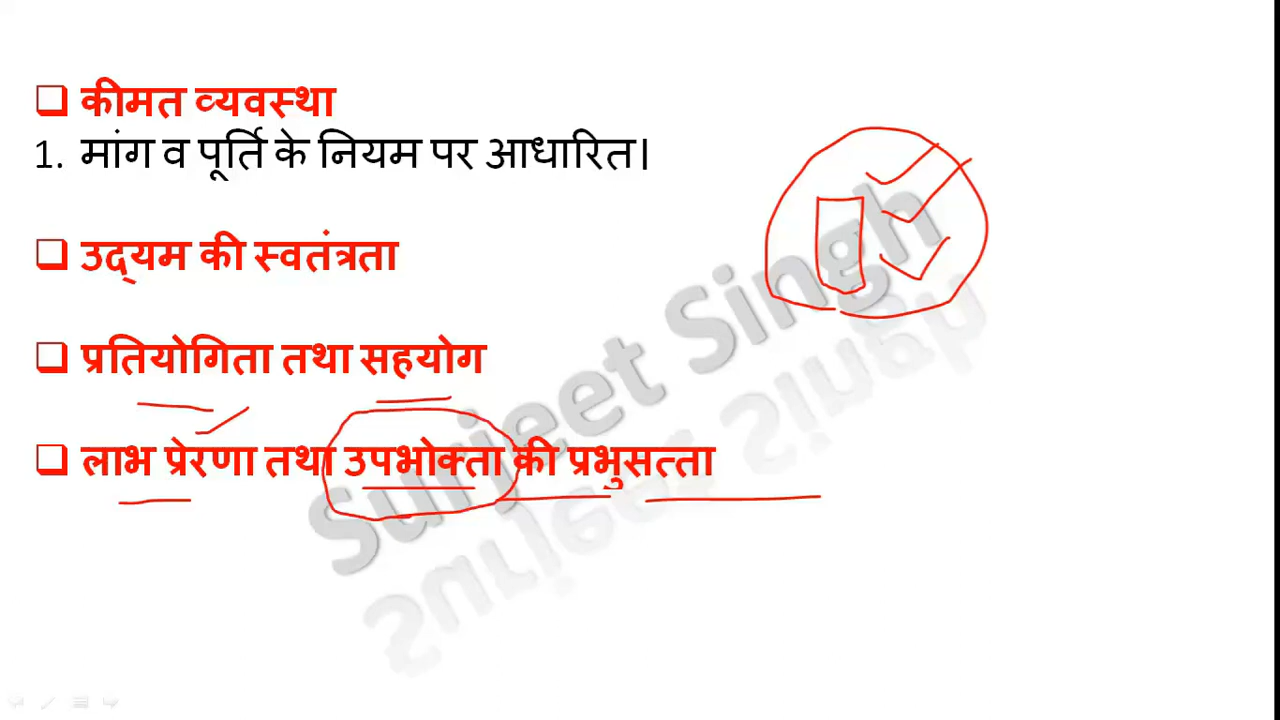 ❑ कीमत व्यवस्था
1. मांग व पूर्ति के नियम पर आधारित।
❑ उद्यम की स्वतंत्रता
❑ प्रतियोगिता तथा सहयोग
❑ लाभ प्रेरणा तथा उपभोक्ता की प्रभुसत्ता
Surjeet Singh